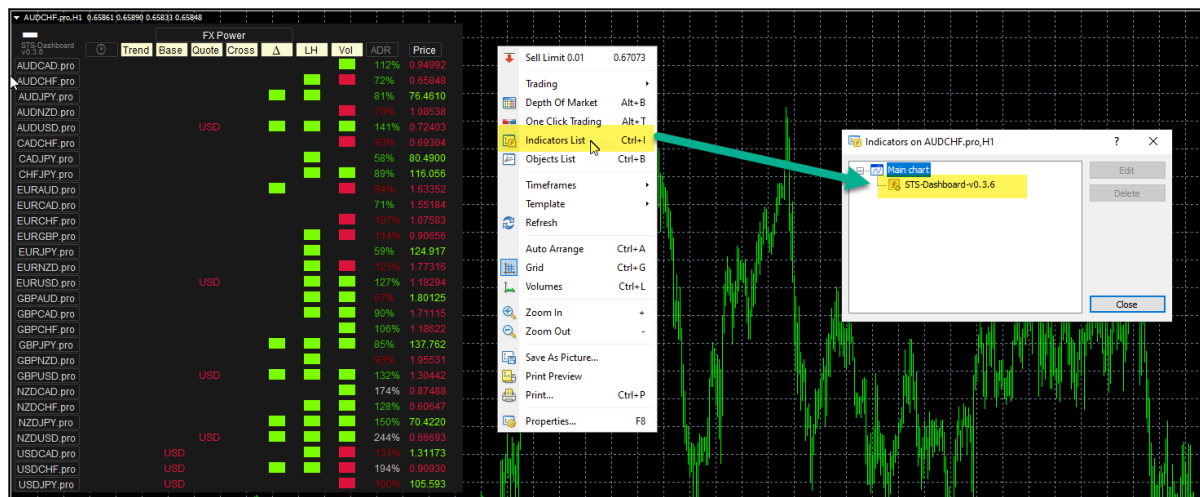 AUDCHF.pro,H1 0.65861 0.65890 0.65833 0.65848
FX Power
STS-Dashboard
v0.3.6
Trend Base Quote Cross Δ LH Vol ADR Price
AUDCAD.pro 112% 0.94992
AUDCHF.pro 72% 0.65848
AUDJPY.pro 81% 76.4610
AUDNZD.pro 70% 1.08538
AUDUSD.pro USD 141% 0.72403
CADCHF.pro 93% 0.69304
CADJPY.pro 58% 80.4900
CHFJPY.pro 89% 116.056
EURAUD.pro 84% 1.63352
EURCAD.pro 71% 1.55184
EURCHF.pro 107% 1.07583
EURGBP.pro 114% 0.90656
EURJPY.pro 59% 124.917
EURNZD.pro 123% 1.77316
EURUSD.pro USD 127% 1.18294
GBPAUD.pro 67% 1.80125
GBPCAD.pro 90% 1.71115
GBPCHF.pro 106% 1.18622
GBPJPY.pro 85% 137.762
GBPNZD.pro 93% 1.95531
GBPUSD.pro USD 132% 1.30442
NZDCAD.pro 174% 0.87488
NZDCHF.pro 128% 0.60647
NZDJPY.pro 150% 70.4220
NZDUSD.pro USD 244% 0.66693
USDCAD.pro USD 133% 1.31173
USDCHF.pro USD 194% 0.90930
USDJPY.pro USD 100% 105.593
Sell Limit 0.01 0.67073
Trading
Depth Of Market Alt+B
One Click Trading Alt+T
Indicators List Ctrl+I
Objects List Ctrl+B
Timeframes
Template
Refresh
Auto Arrange Ctrl+A
Grid Ctrl+G
Volumes Ctrl+L
Zoom In +
Zoom Out -
Save As Picture...
Print Preview
Print... Ctrl+P
Properties... F8
Indicators on AUDCHF.pro,H1 ? X
Main chart
STS-Dashboard-v0.3.6
Edit
Delete
Close